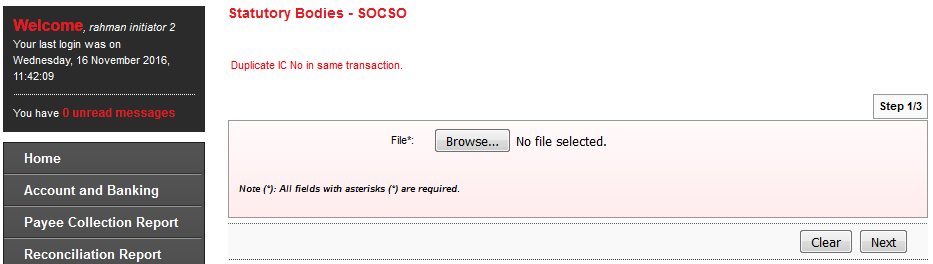 Welcome, rahman initiator 2
Your last login was on
Wednesday, 16 November 2016,
11:42:09
You have 0 unread messages
Home
Account and Banking
Payee Collection Report
Reconciliation Report
Statutory Bodies - SOCSO
Duplicate IC No in same transaction.
Step 1/3
File*: Browse... No file selected.
Note (*): All fields with asterisks (*) are required.
Clear Next